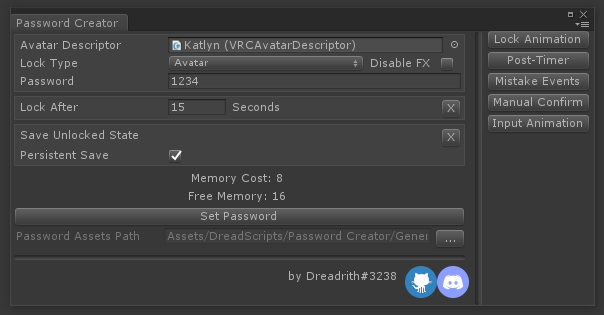 Password Creator
Avatar Descriptor Katlyn (VRCAvatarDescriptor)
Lock Type Avatar Disable FX
Password 1234
Lock After 15 Seconds X
Save Unlocked State X
Persistent Save
Memory Cost: 8
Free Memory: 16
Set Password
Password Assets Path Assets/DreadScripts/Password Creator/Gener ...
by Dreadrith#3238
Lock Animation
Post-Timer
Mistake Events
Manual Confirm
Input Animation